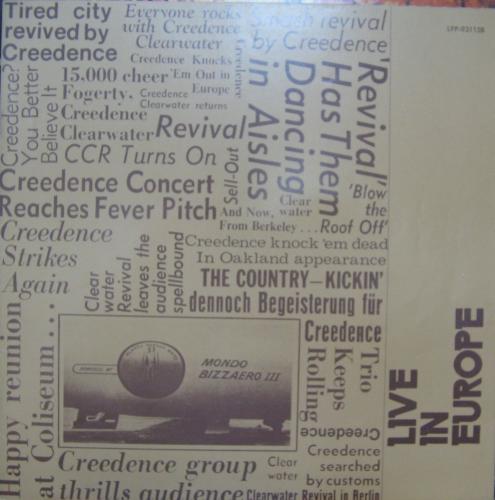 Tired city
revived by
Creedence
Everyone rocks
with Creedence
Clearwater
Smash revival
by Creedence
LFP-931128
Creedence?
You Better
Believe It
15.000 cheer
Fogerty,
Creedence
Clearwater
Creedence Knocks
'Em Out in
Europe
Creedence
Clearwater returns
Creedence
Revival
Dancing
in Aisles
'Revival'
Has Them
CCR Turns On
Sell-Out
Creedence Concert
Reaches Fever Pitch
Clear
water
And Now,
From Berkeley ...
'Blow
the
Roof Off'
Creedence
Strikes
Again
Clear
water
Revival
leaves the
audience
spellbound
Creedence knock 'em dead
In Oakland appearance
THE COUNTRY–KICKIN'
dennoch Begeisterung für
Creedence
Trio
Keeps
Rolling
Happy reunion
at Coliseum ...
MONDO
BIZZAERO III
Creedence
Creedence group
thrills audience
Clear
water
Creedence
searched
by customs
Clearwater Revival in Berlin
LIVE
IN
EUROPE